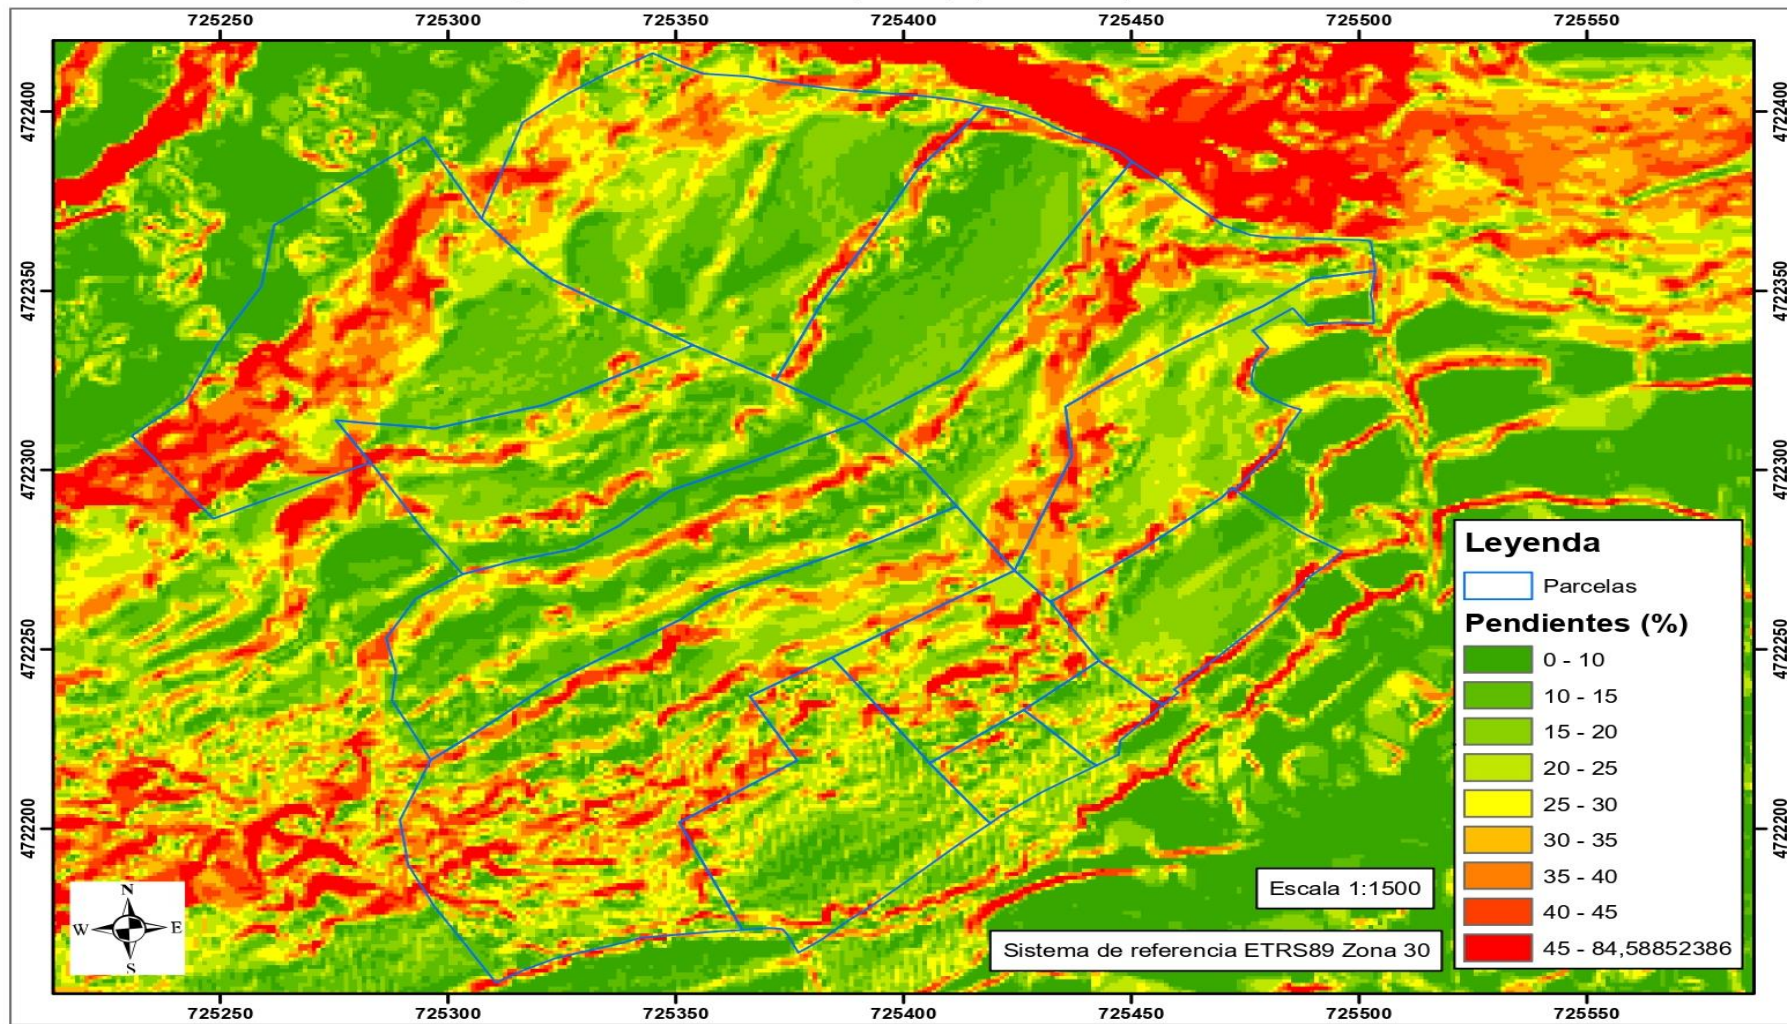 725250 725300 725350 725400 725450 725500 725550
4722400 4722400
4722350 4722350
4722300 4722300
4722250 4722250
4722200 4722200
Leyenda
Parcelas
Pendientes (%)
0 - 10
10 - 15
15 - 20
20 - 25
25 - 30
30 - 35
35 - 40
40 - 45
45 - 84,58852386
Escala 1:1500
Sistema de referencia ETRS89 Zona 30
N
W E
S
725250 725300 725350 725400 725450 725500 725550